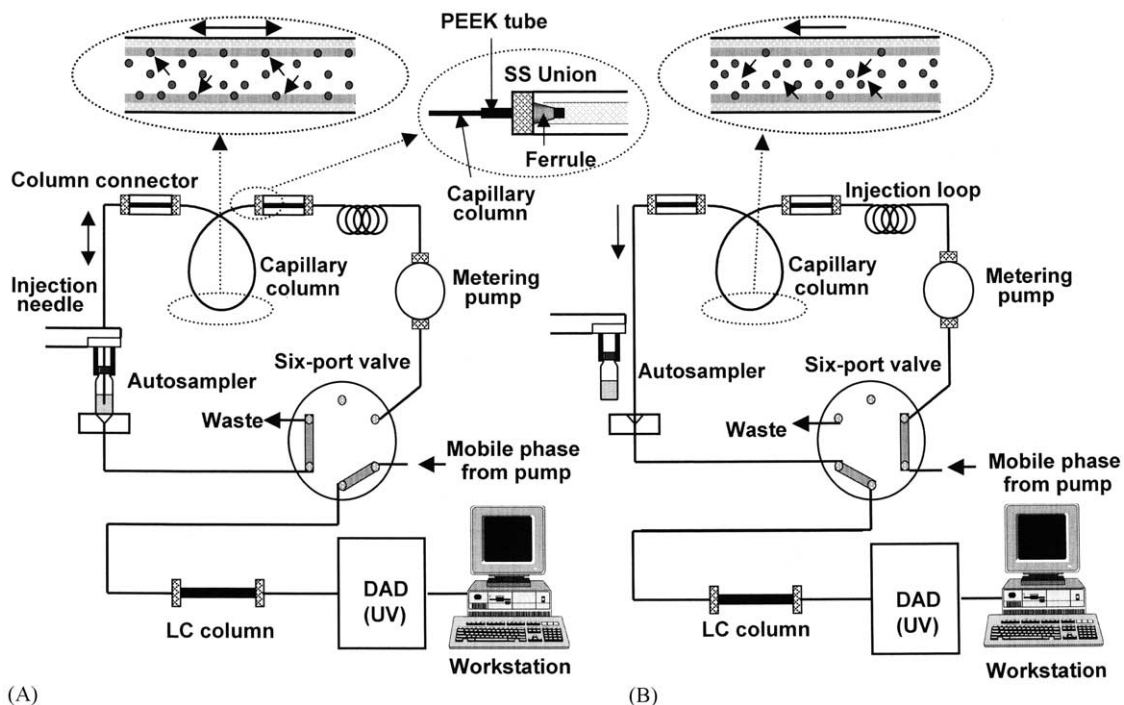 PEEK tube
SS Union
Ferrule
Capillary
column
Column connector
Injection
needle
Capillary
column
Metering
pump
Autosampler
Six-port valve
Waste
Mobile phase
from pump
LC column
DAD
(UV)
Workstation
(A)
Injection loop
Capillary
column
Metering
pump
Autosampler
Six-port valve
Waste
Mobile phase
from pump
LC column
DAD
(UV)
Workstation
(B)